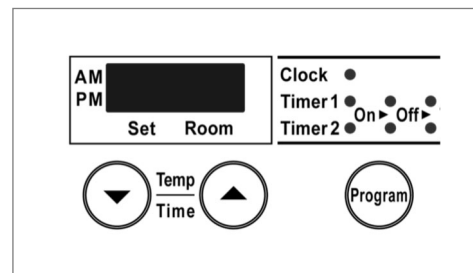 AM
PM
Set Room
Clock
Timer 1 On ► Off ►
Timer 2
Temp
Time
Program